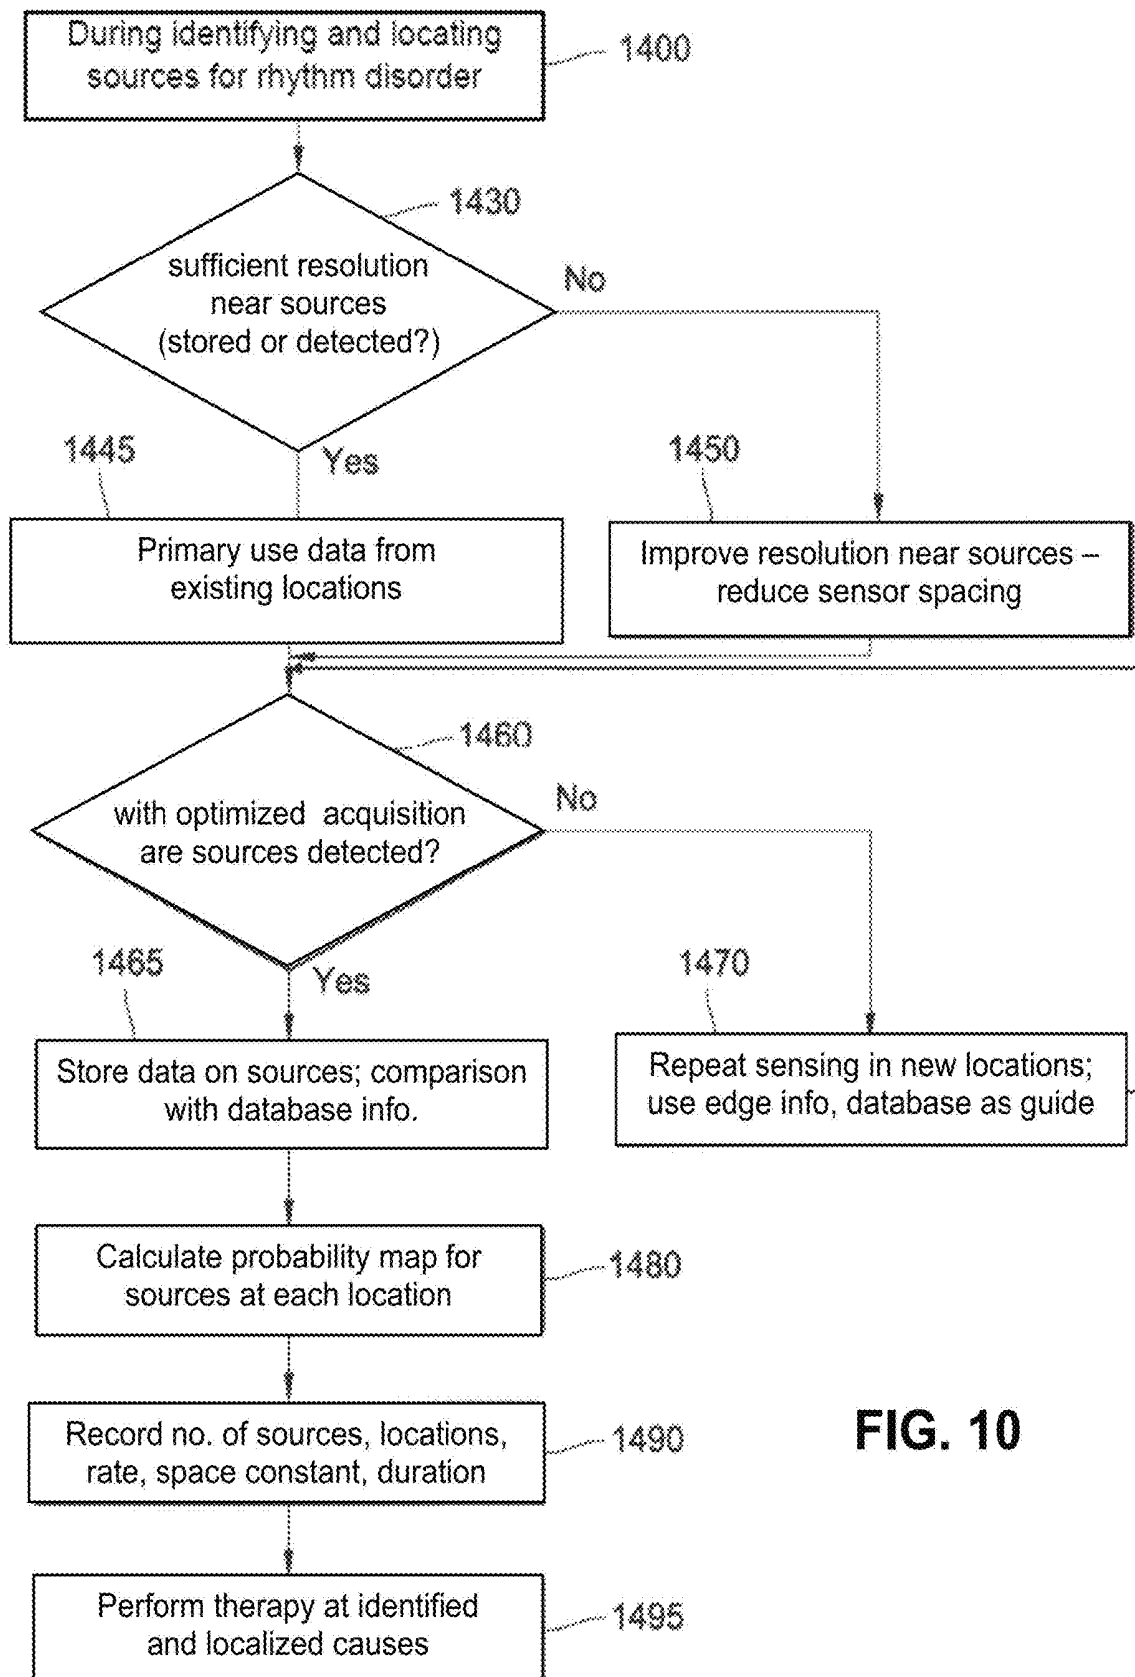 During identifying and locating
sources for rhythm disorder
1400
1430
sufficient resolution
near sources
(stored or detected?)
No
Yes
1445
Primary use data from
existing locations
1450
Improve resolution near sources –
reduce sensor spacing
1460
with optimized acquisition
are sources detected?
No
Yes
1465
Store data on sources; comparison
with database info.
1470
Repeat sensing in new locations;
use edge info, database as guide
Calculate probability map for
sources at each location
1480
Record no. of sources, locations,
rate, space constant, duration
1490
FIG. 10
Perform therapy at identified
and localized causes
1495